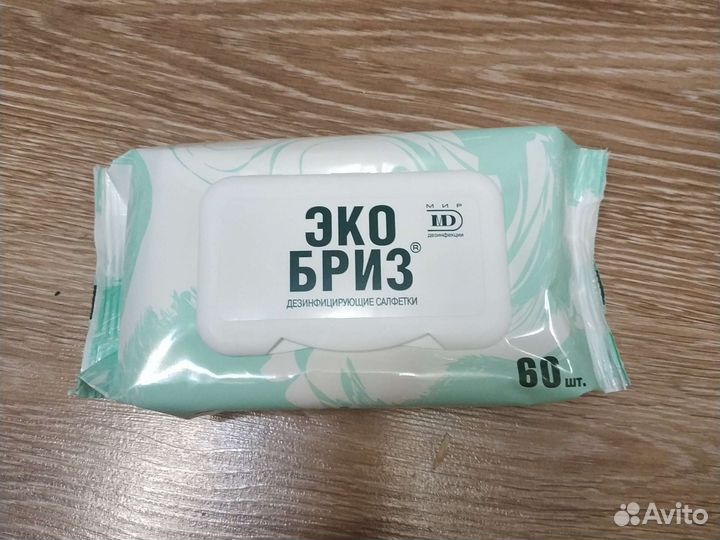 ЭКО
БРИЗ®
ДЕЗИНФИЦИРУЮЩИЕ САЛФЕТКИ
МИР
MD
дезинфекции
60 шт.
Avito